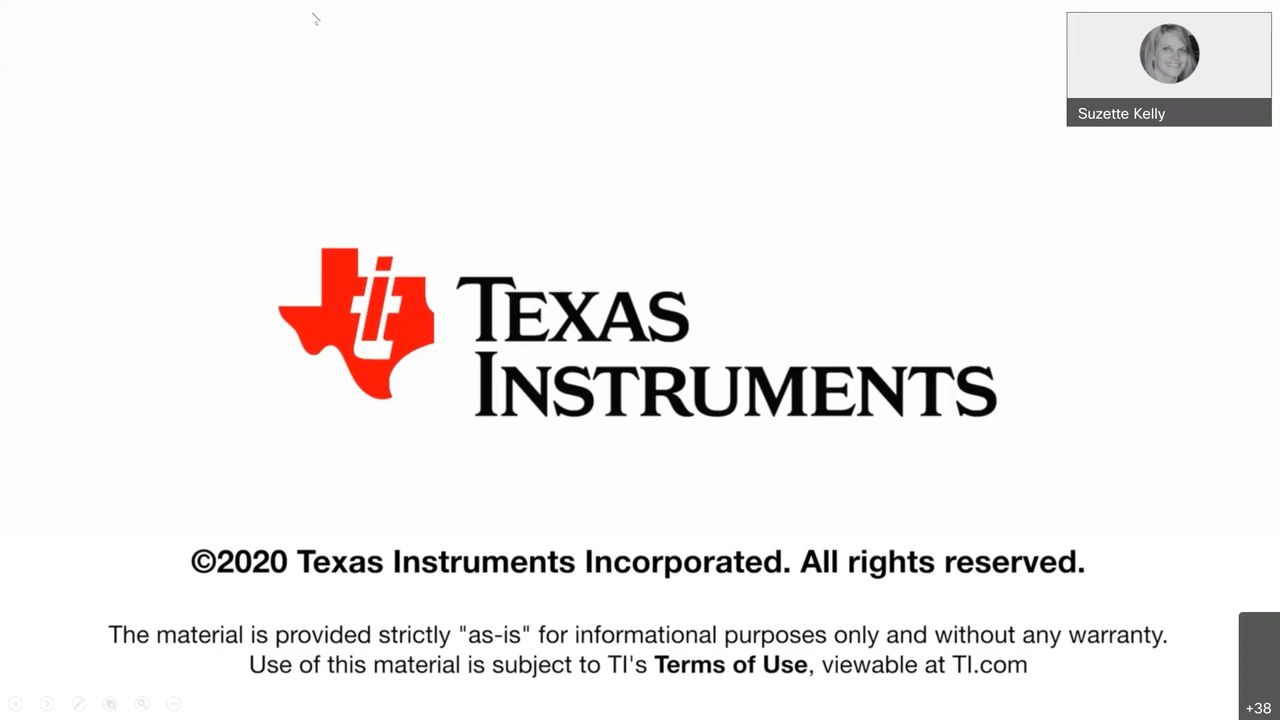 Suzette Kelly
ti
TEXAS
INSTRUMENTS
©2020 Texas Instruments Incorporated. All rights reserved.
The material is provided strictly "as-is" for informational purposes only and without any warranty.
Use of this material is subject to TI's Terms of Use, viewable at TI.com
+38